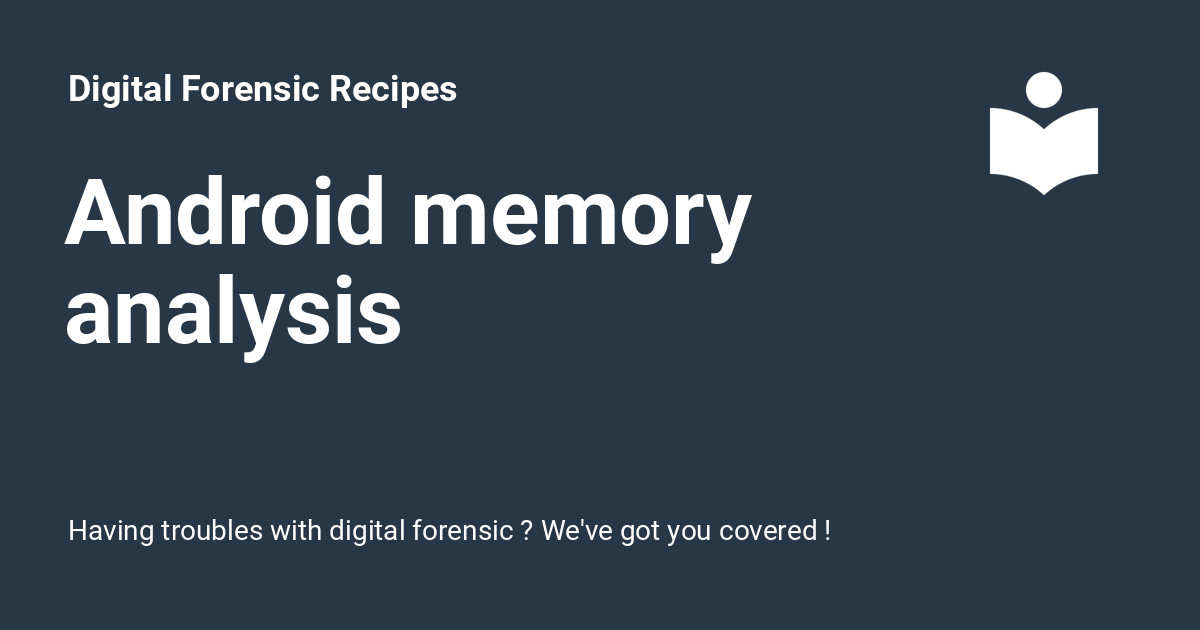 Digital Forensic Recipes
Android memory
analysis
Having troubles with digital forensic ? We've got you covered !